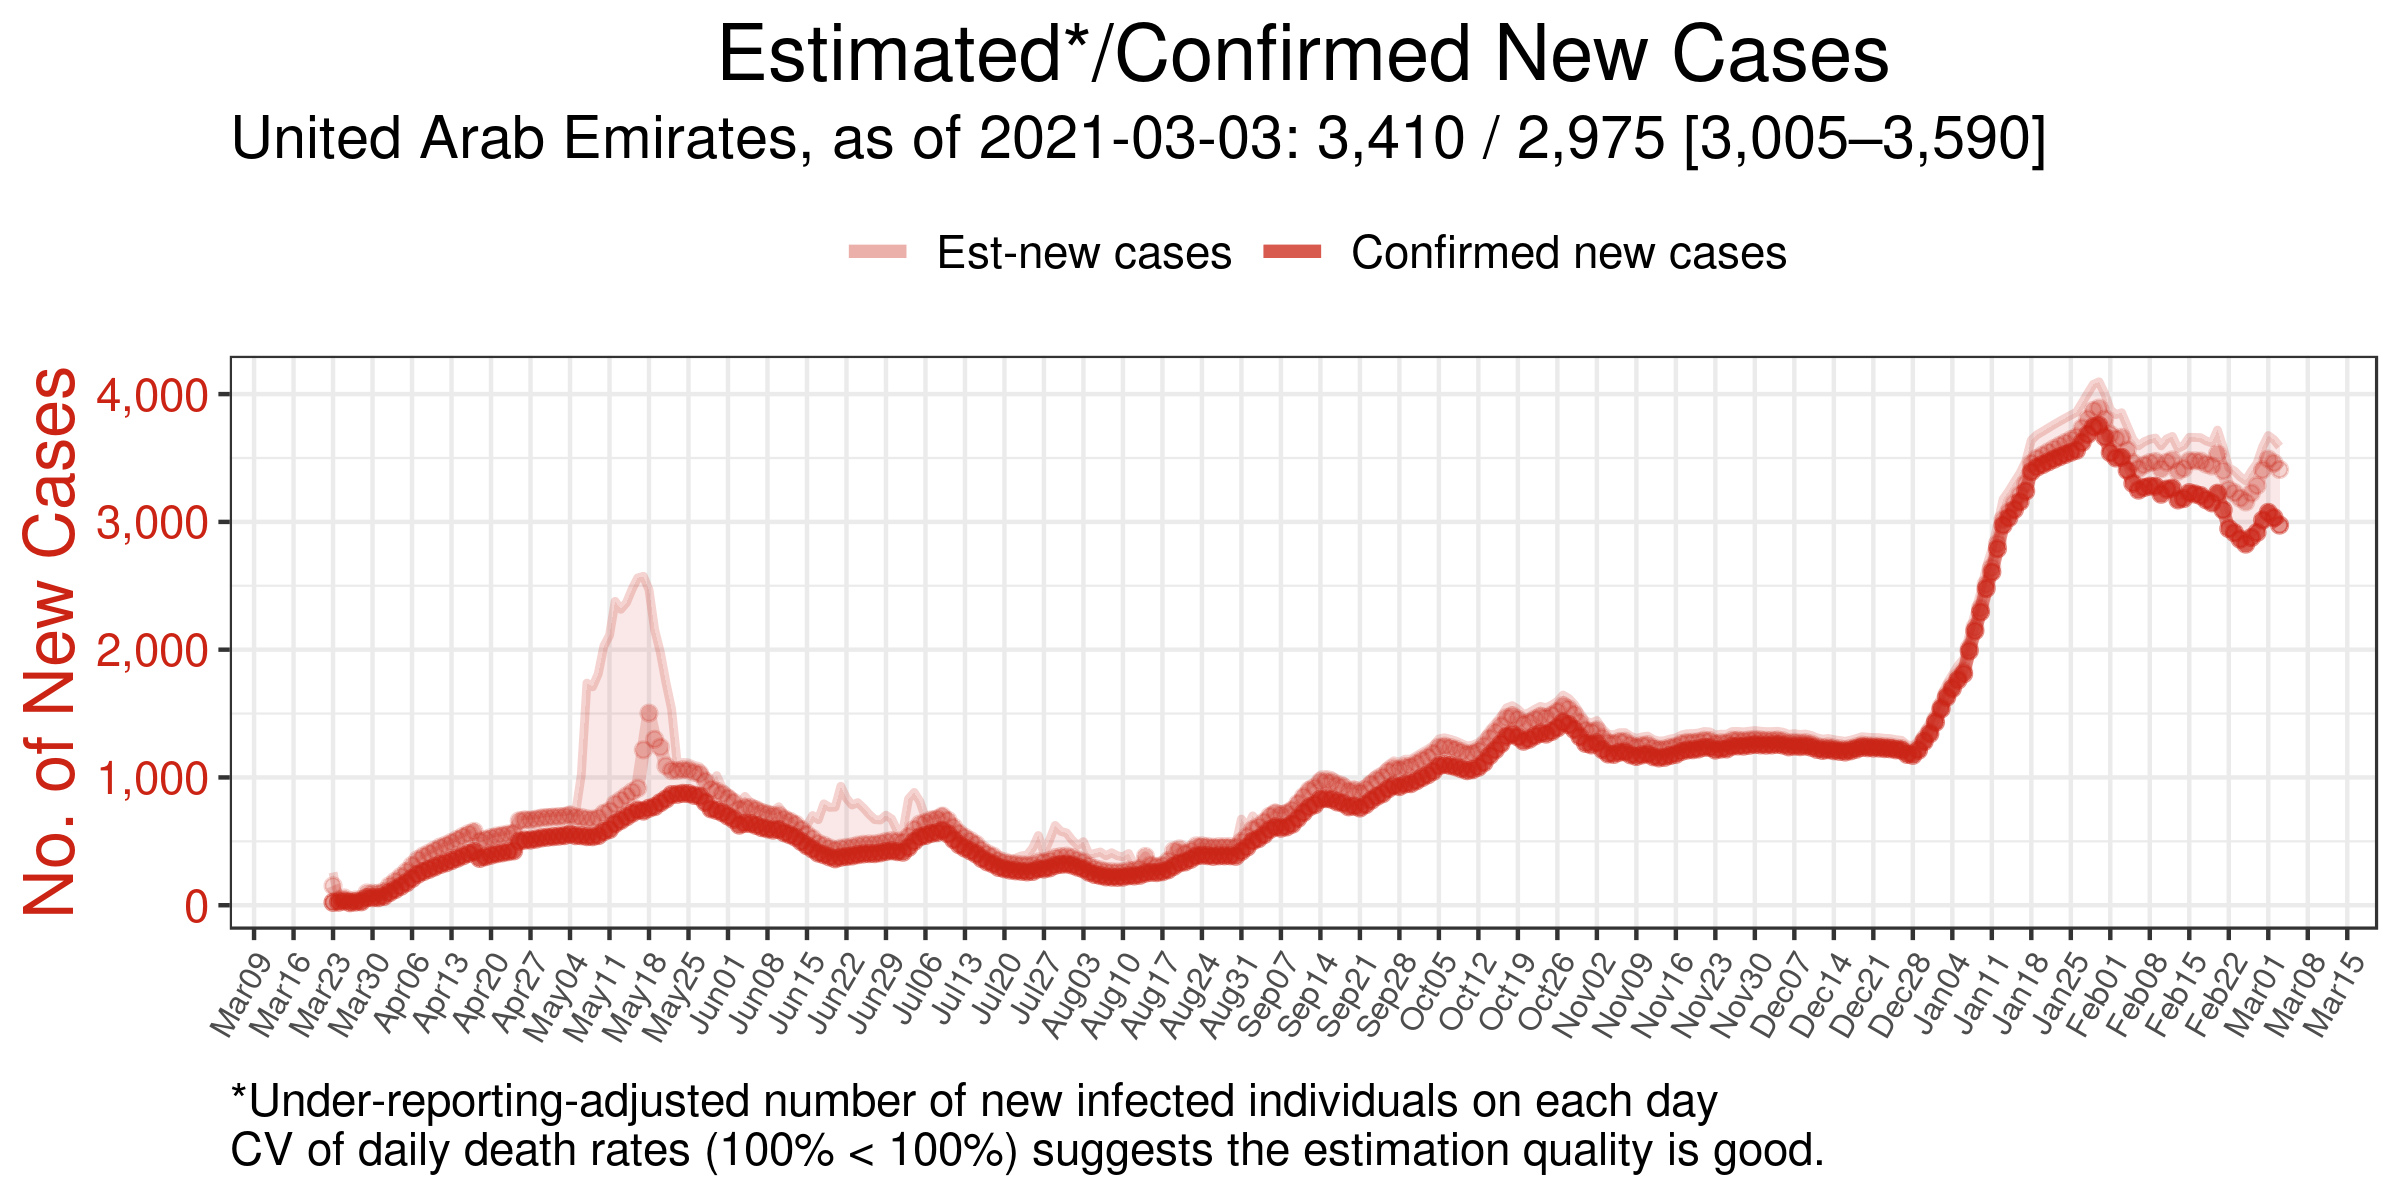 Estimated*/Confirmed New Cases
United Arab Emirates, as of 2021-03-03: 3,410 / 2,975 [3,005–3,590]
Est-new cases
Confirmed new cases
No. of New Cases
4,000
3,000
2,000
1,000
0
Mar09
Mar16
Mar23
Mar30
Apr06
Apr13
Apr20
Apr27
May04
May11
May18
May25
Jun01
Jun08
Jun15
Jun22
Jun29
Jul06
Jul13
Jul20
Jul27
Aug03
Aug10
Aug17
Aug24
Aug31
Sep07
Sep14
Sep21
Sep28
Oct05
Oct12
Oct19
Oct26
Nov02
Nov09
Nov16
Nov23
Nov30
Dec07
Dec14
Dec21
Dec28
Jan04
Jan11
Jan18
Jan25
Feb01
Feb08
Feb15
Feb22
Mar01
Mar08
Mar15
*Under-reporting-adjusted number of new infected individuals on each day
CV of daily death rates (100% < 100%) suggests the estimation quality is good.